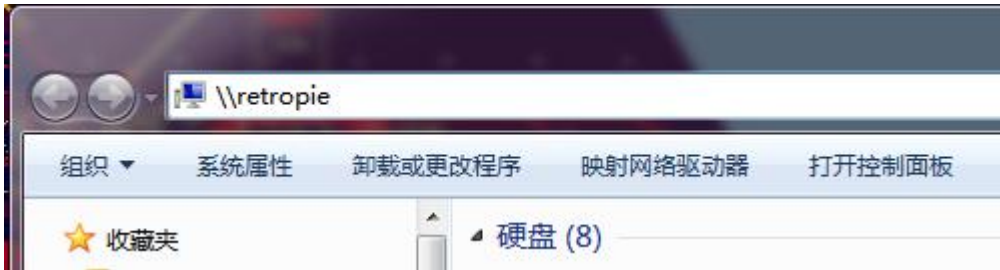 \\retropie
组织 系统属性 卸载或更改程序 映射网络驱动器 打开控制面板
收藏夹 硬盘 (8)